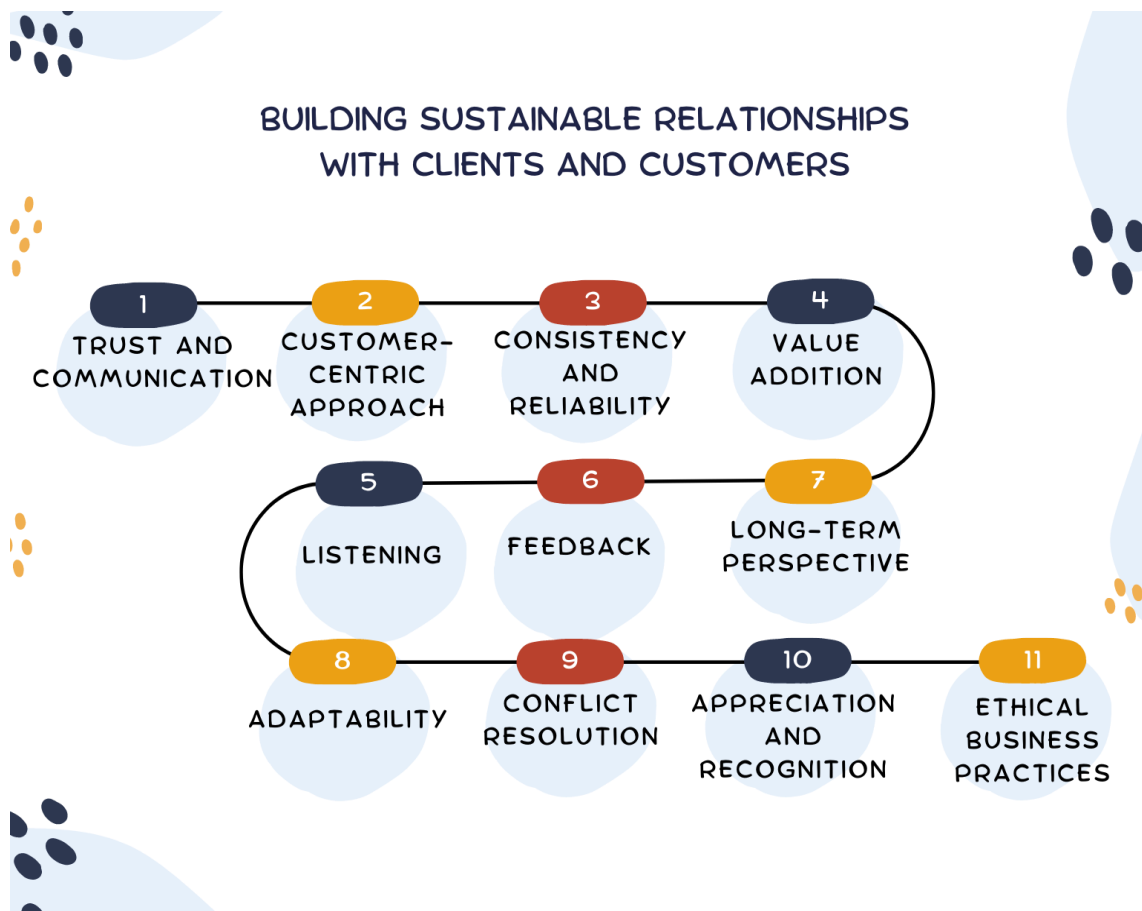 BUILDING SUSTAINABLE RELATIONSHIPS
WITH CLIENTS AND CUSTOMERS
1
TRUST AND
COMMUNICATION
2
CUSTOMER-
CENTRIC
APPROACH
3
CONSISTENCY
AND
RELIABILITY
4
VALUE
ADDITION
5
LISTENING
6
FEEDBACK
7
LONG-TERM
PERSPECTIVE
8
ADAPTABILITY
9
CONFLICT
RESOLUTION
10
APPRECIATION
AND
RECOGNITION
11
ETHICAL
BUSINESS
PRACTICES